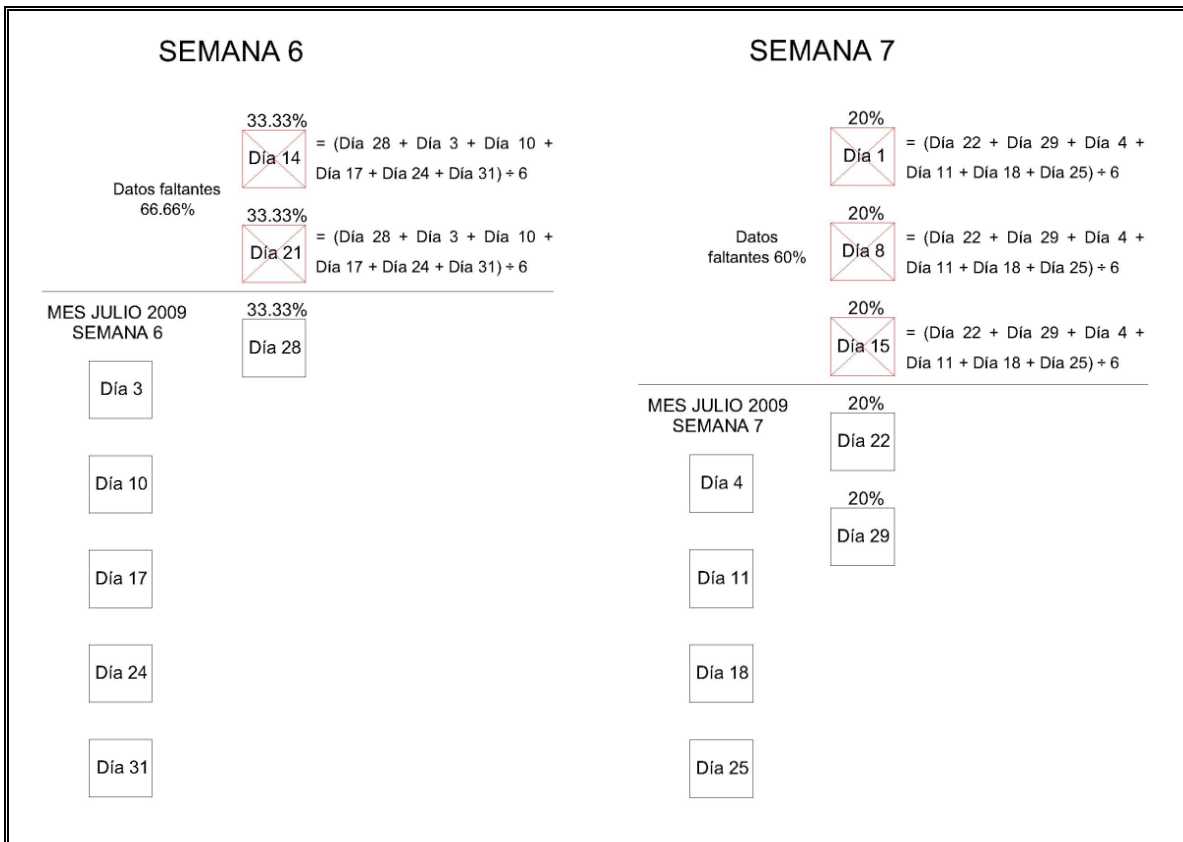 SEMANA 6
33.33%
Día 14
= (Día 28 + Día 3 + Día 10 +
Día 17 + Día 24 + Día 31) ÷ 6
Datos faltantes
66.66%
33.33%
Día 21
= (Día 28 + Día 3 + Día 10 +
Día 17 + Día 24 + Día 31) ÷ 6
MES JULIO 2009
SEMANA 6
33.33%
Día 28
Día 3
Día 10
Día 17
Día 24
Día 31
SEMANA 7
20%
Día 1
= (Día 22 + Día 29 + Día 4 +
Día 11 + Día 18 + Día 25) ÷ 6
Datos
faltantes 60%
20%
Día 8
= (Día 22 + Día 29 + Día 4 +
Día 11 + Día 18 + Día 25) ÷ 6
20%
Día 15
= (Día 22 + Día 29 + Día 4 +
Día 11 + Día 18 + Día 25) ÷ 6
MES JULIO 2009
SEMANA 7
20%
Día 22
Día 4
20%
Día 29
Día 11
Día 18
Día 25